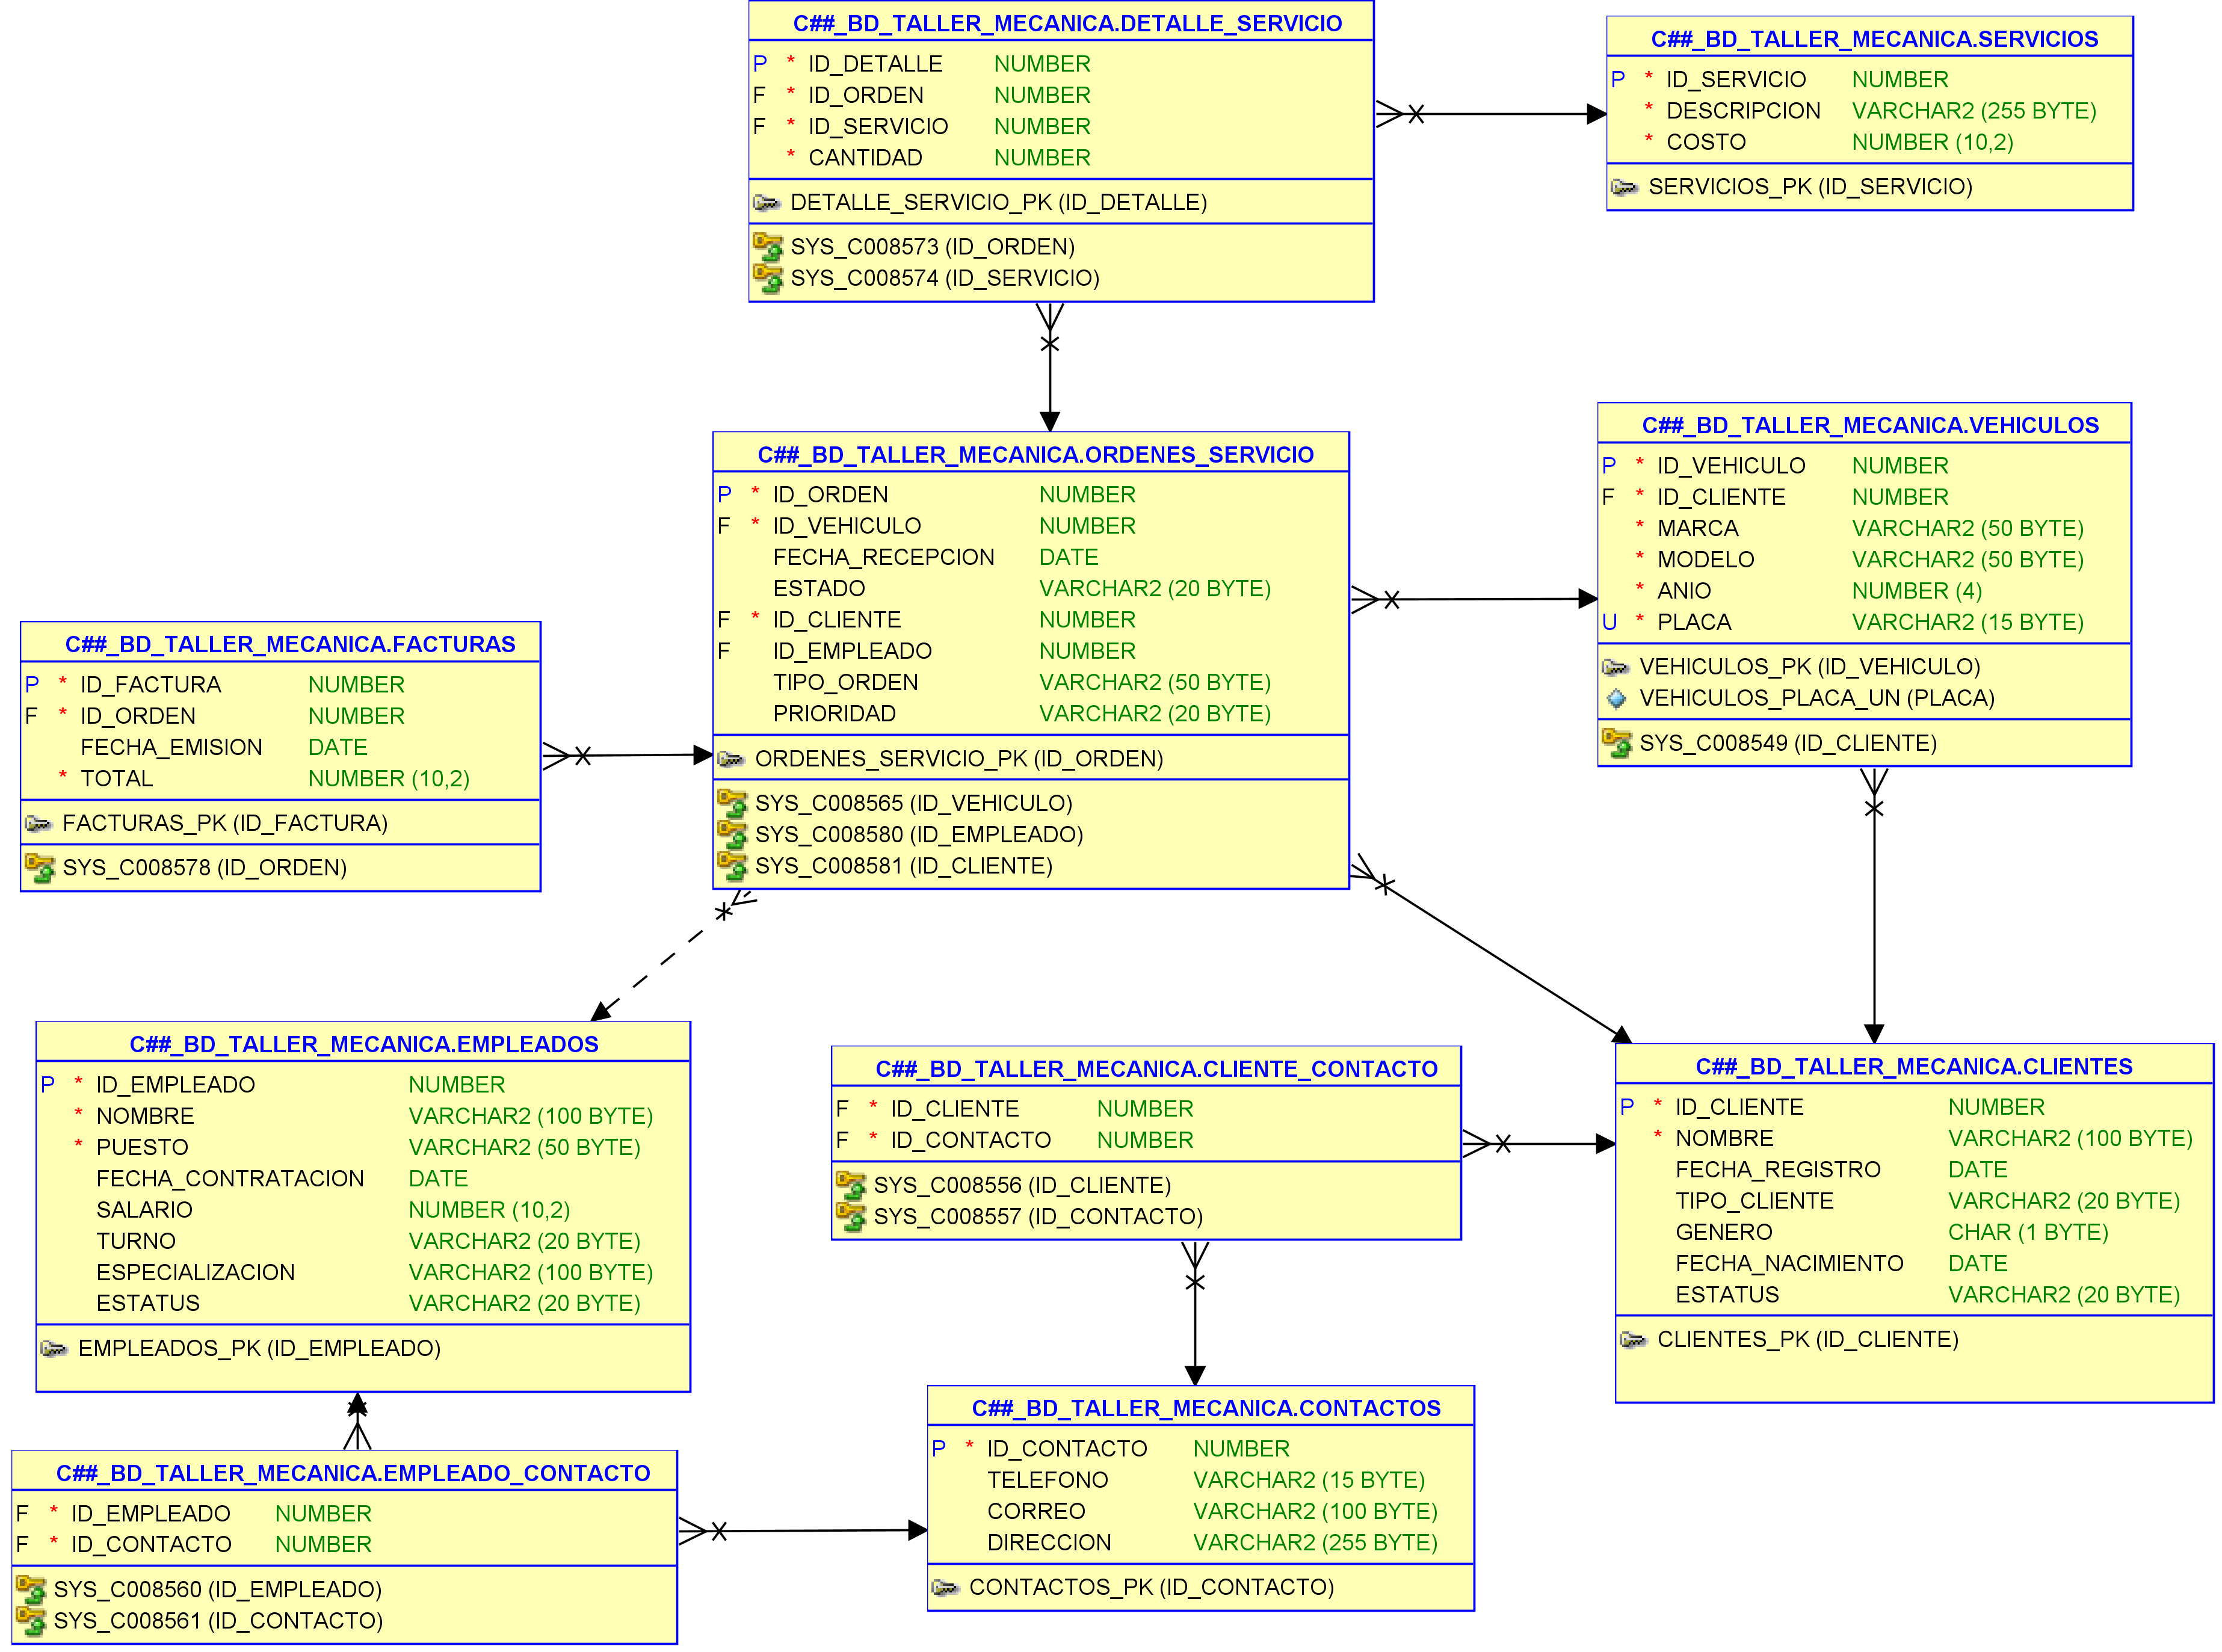 C##_BD_TALLER_MECANICA.DETALLE_SERVICIO
P * ID_DETALLE NUMBER
F * ID_ORDEN NUMBER
F * ID_SERVICIO NUMBER
* CANTIDAD NUMBER
DETALLE_SERVICIO_PK (ID_DETALLE)
SYS_C008573 (ID_ORDEN)
SYS_C008574 (ID_SERVICIO)
C##_BD_TALLER_MECANICA.SERVICIOS
P * ID_SERVICIO NUMBER
* DESCRIPCION VARCHAR2 (255 BYTE)
* COSTO NUMBER (10,2)
SERVICIOS_PK (ID_SERVICIO)
C##_BD_TALLER_MECANICA.ORDENES_SERVICIO
P * ID_ORDEN NUMBER
F * ID_VEHICULO NUMBER
FECHA_RECEPCION DATE
ESTADO VARCHAR2 (20 BYTE)
F * ID_CLIENTE NUMBER
F ID_EMPLEADO NUMBER
TIPO_ORDEN VARCHAR2 (50 BYTE)
PRIORIDAD VARCHAR2 (20 BYTE)
ORDENES_SERVICIO_PK (ID_ORDEN)
SYS_C008565 (ID_VEHICULO)
SYS_C008580 (ID_EMPLEADO)
SYS_C008581 (ID_CLIENTE)
C##_BD_TALLER_MECANICA.VEHICULOS
P * ID_VEHICULO NUMBER
F * ID_CLIENTE NUMBER
* MARCA VARCHAR2 (50 BYTE)
* MODELO VARCHAR2 (50 BYTE)
* ANIO NUMBER (4)
U * PLACA VARCHAR2 (15 BYTE)
VEHICULOS_PK (ID_VEHICULO)
VEHICULOS_PLACA_UN (PLACA)
SYS_C008549 (ID_CLIENTE)
C##_BD_TALLER_MECANICA.FACTURAS
P * ID_FACTURA NUMBER
F * ID_ORDEN NUMBER
FECHA_EMISION DATE
* TOTAL NUMBER (10,2)
FACTURAS_PK (ID_FACTURA)
SYS_C008578 (ID_ORDEN)
C##_BD_TALLER_MECANICA.EMPLEADOS
P * ID_EMPLEADO NUMBER
* NOMBRE VARCHAR2 (100 BYTE)
* PUESTO VARCHAR2 (50 BYTE)
FECHA_CONTRATACION DATE
SALARIO NUMBER (10,2)
TURNO VARCHAR2 (20 BYTE)
ESPECIALIZACION VARCHAR2 (100 BYTE)
ESTATUS VARCHAR2 (20 BYTE)
EMPLEADOS_PK (ID_EMPLEADO)
C##_BD_TALLER_MECANICA.CLIENTE_CONTACTO
F * ID_CLIENTE NUMBER
F * ID_CONTACTO NUMBER
SYS_C008556 (ID_CLIENTE)
SYS_C008557 (ID_CONTACTO)
C##_BD_TALLER_MECANICA.CLIENTES
P * ID_CLIENTE NUMBER
* NOMBRE VARCHAR2 (100 BYTE)
FECHA_REGISTRO DATE
TIPO_CLIENTE VARCHAR2 (20 BYTE)
GENERO CHAR (1 BYTE)
FECHA_NACIMIENTO DATE
ESTATUS VARCHAR2 (20 BYTE)
CLIENTES_PK (ID_CLIENTE)
C##_BD_TALLER_MECANICA.EMPLEADO_CONTACTO
F * ID_EMPLEADO NUMBER
F * ID_CONTACTO NUMBER
SYS_C008560 (ID_EMPLEADO)
SYS_C008561 (ID_CONTACTO)
C##_BD_TALLER_MECANICA.CONTACTOS
P * ID_CONTACTO NUMBER
TELEFONO VARCHAR2 (15 BYTE)
CORREO VARCHAR2 (100 BYTE)
DIRECCION VARCHAR2 (255 BYTE)
CONTACTOS_PK (ID_CONTACTO)